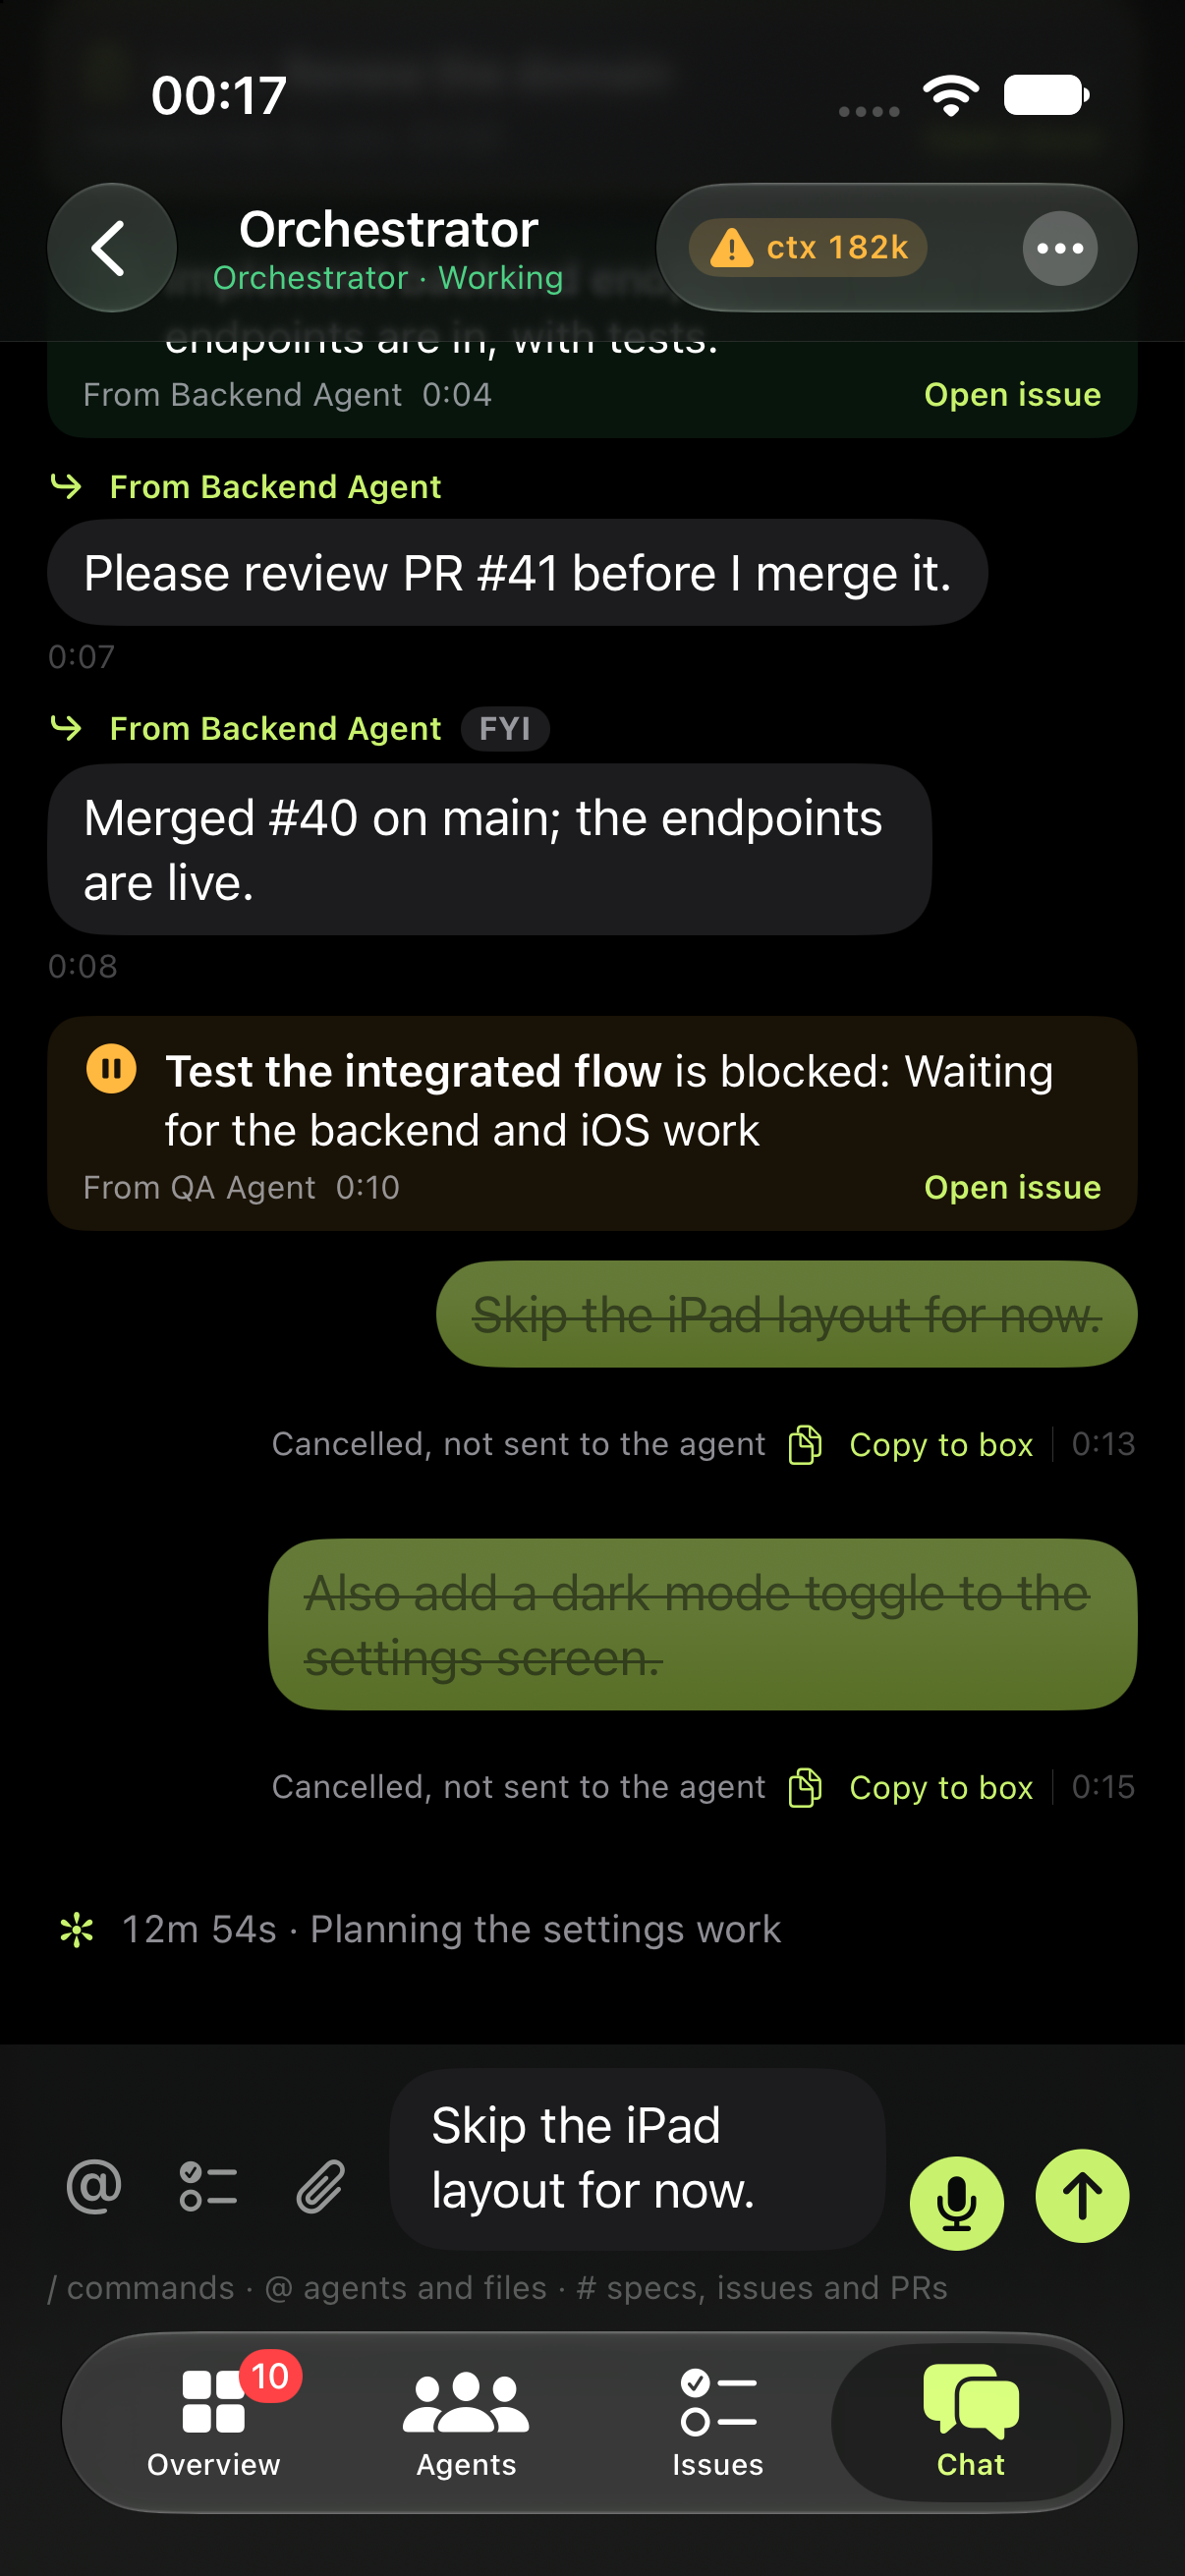 00:17
Orchestrator
Orchestrator · Working
ctx 182k
endpoints are in, with tests.
From Backend Agent 0:04
Open issue
From Backend Agent
Please review PR #41 before I merge it.
0:07
From Backend Agent FYI
Merged #40 on main; the endpoints
are live.
0:08
Test the integrated flow is blocked: Waiting
for the backend and iOS work
From QA Agent 0:10
Open issue
Skip the iPad layout for now.
Cancelled, not sent to the agent Copy to box 0:13
Also add a dark mode toggle to the
settings screen.
Cancelled, not sent to the agent Copy to box 0:15
12m 54s · Planning the settings work
Skip the iPad
layout for now.
/ commands · @ agents and files · # specs, issues and PRs
10
Overview
Agents
Issues
Chat